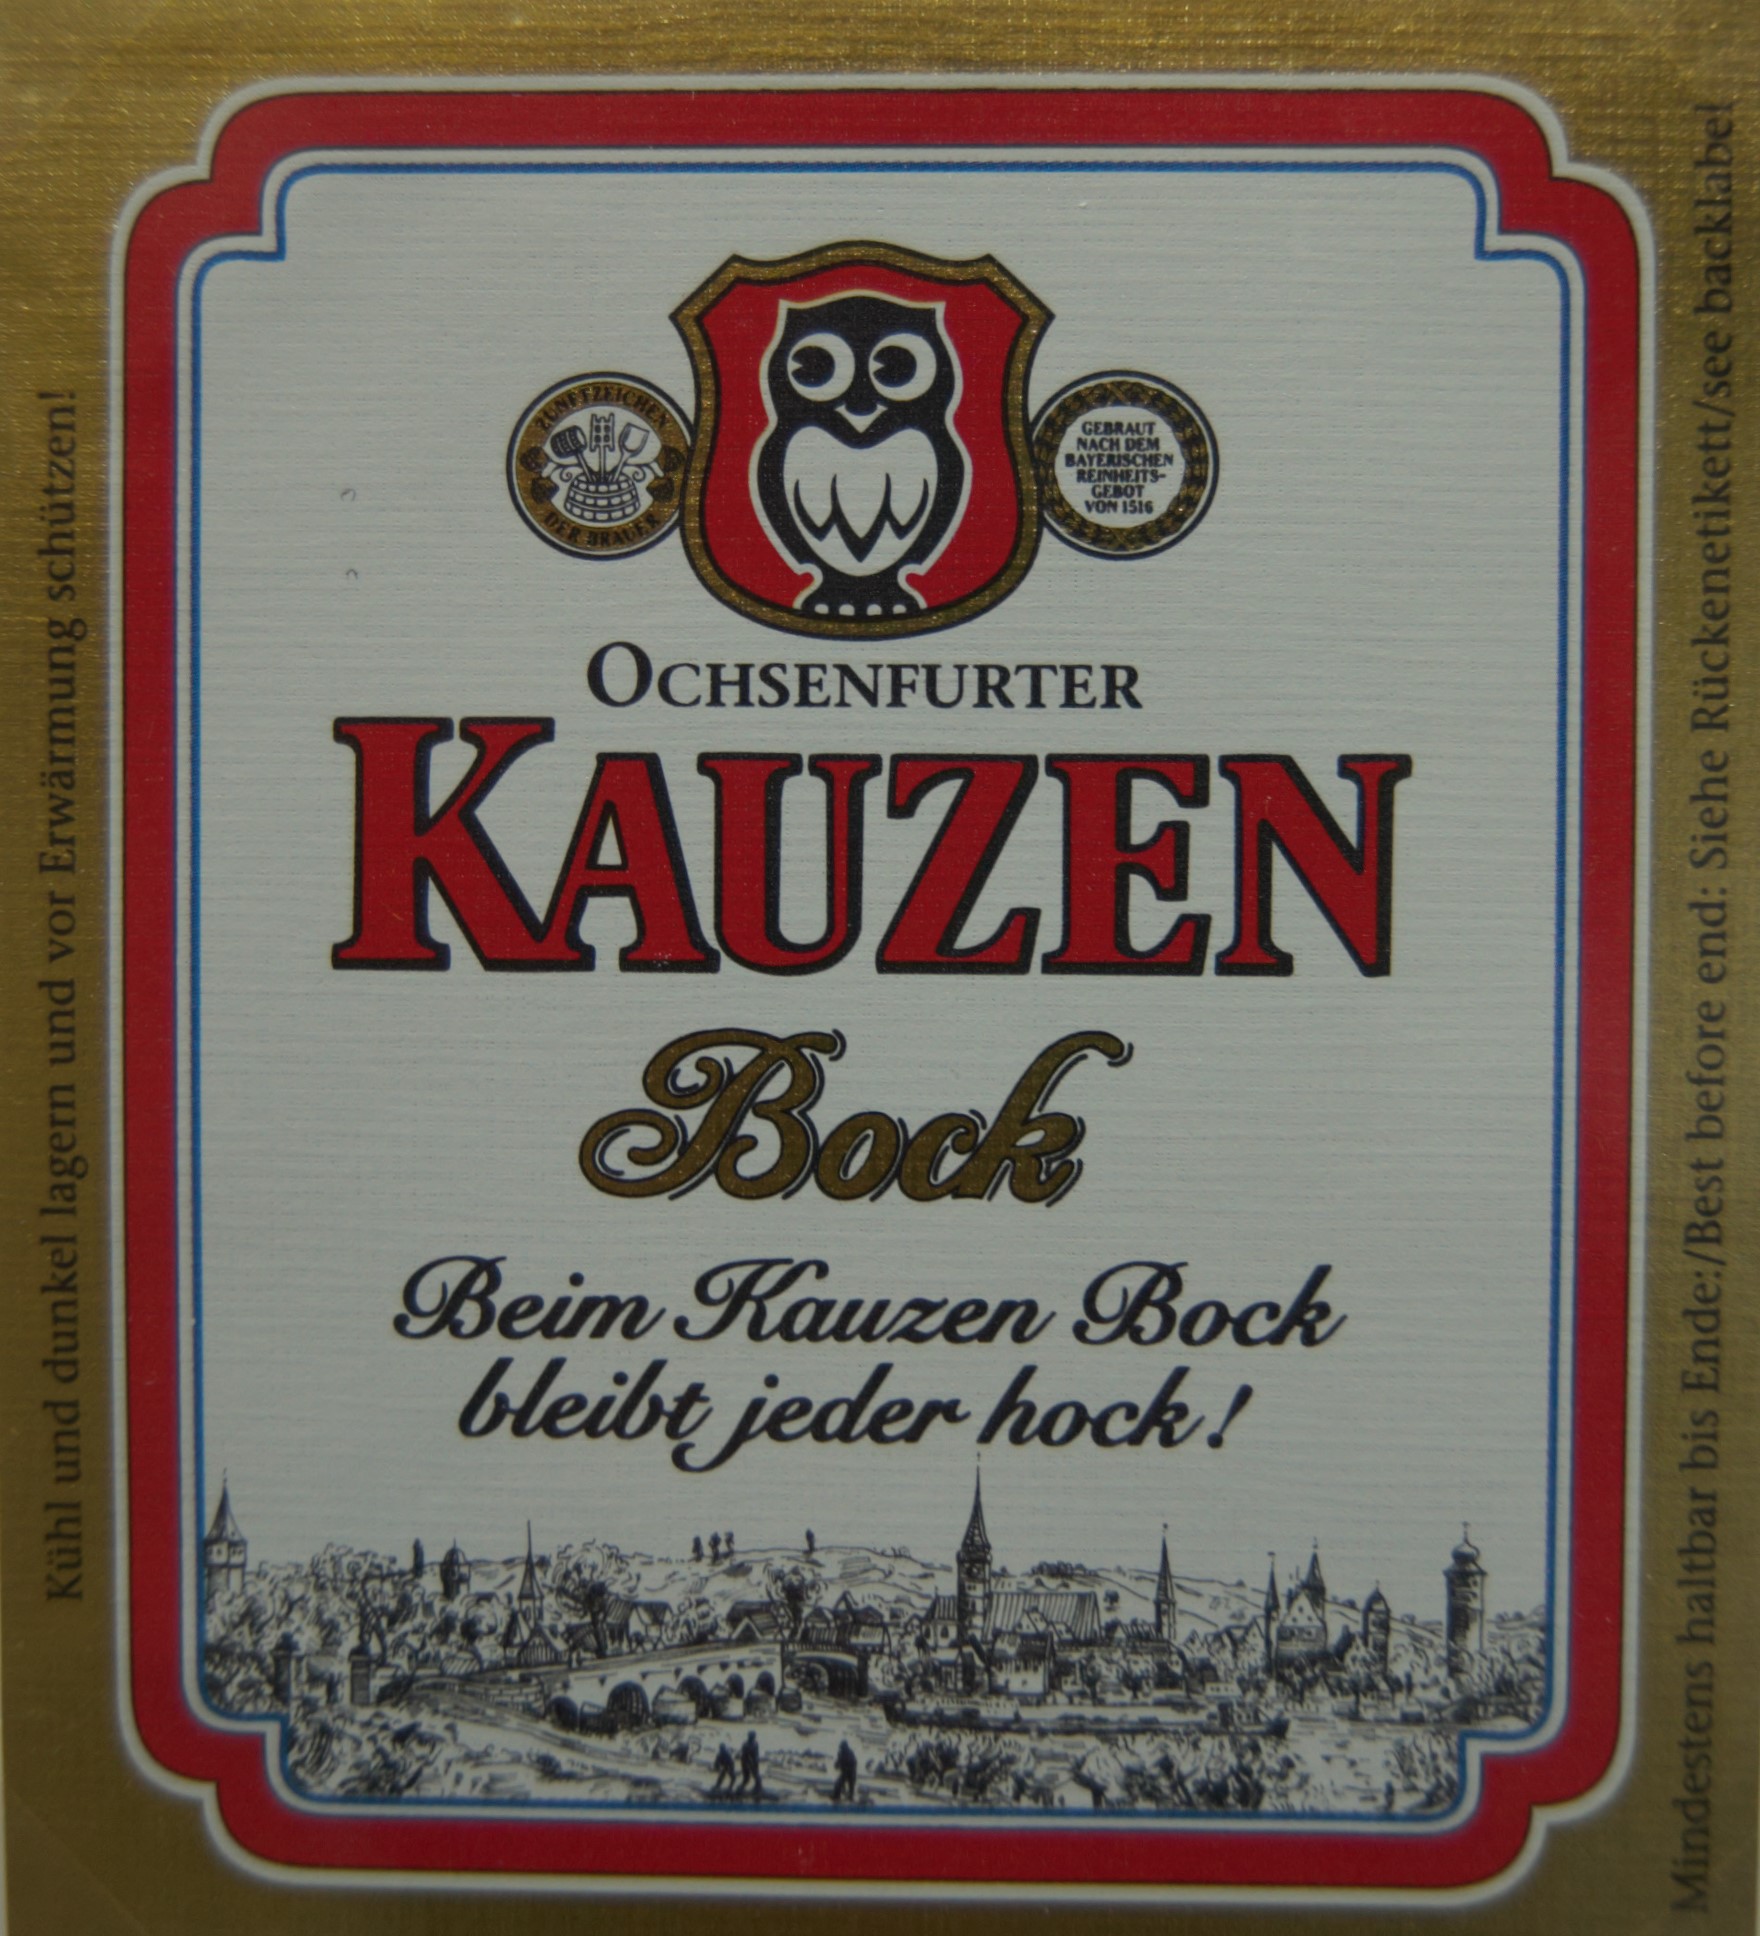 ZUNFTZEICHEN
DER BRAUER
GEBRAUT
NACH DEM
BAYERISCHEN
REINHEITS-
GEBOT
VON 1516
OCHSENFURTER
KAUZEN
Bock
Beim Kauzen Bock
bleibt jeder hock!
Kühl und dunkel lagern und vor Erwärmung schützen!
Mindestens haltbar bis Ende:/Best before end: Siehe Rückenetikett/see backlabel